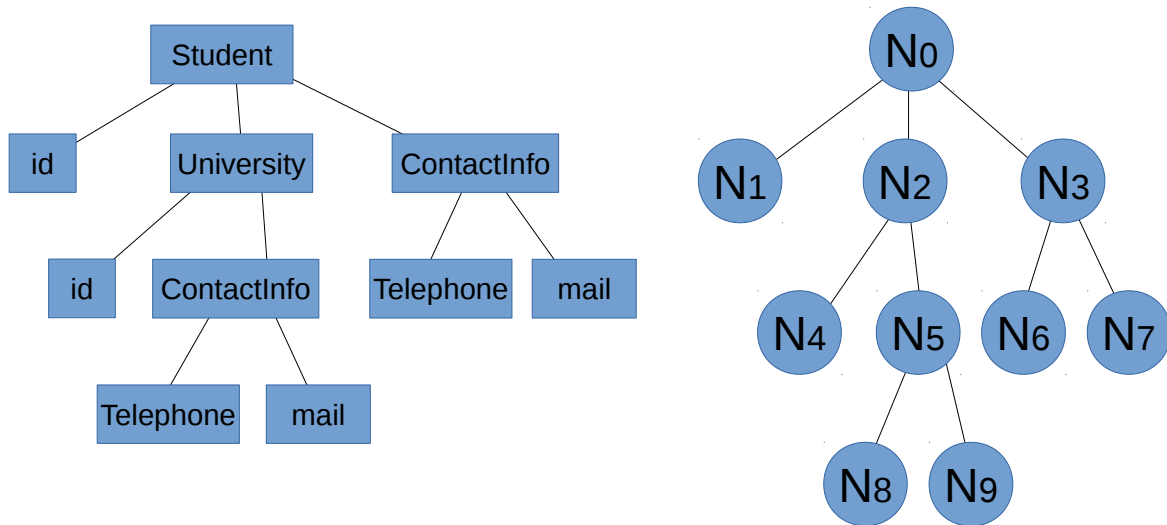 Student
id
University
ContactInfo
id
ContactInfo
Telephone
mail
Telephone
mail
N0
N1
N2
N3
N4
N5
N6
N7
N8
N9